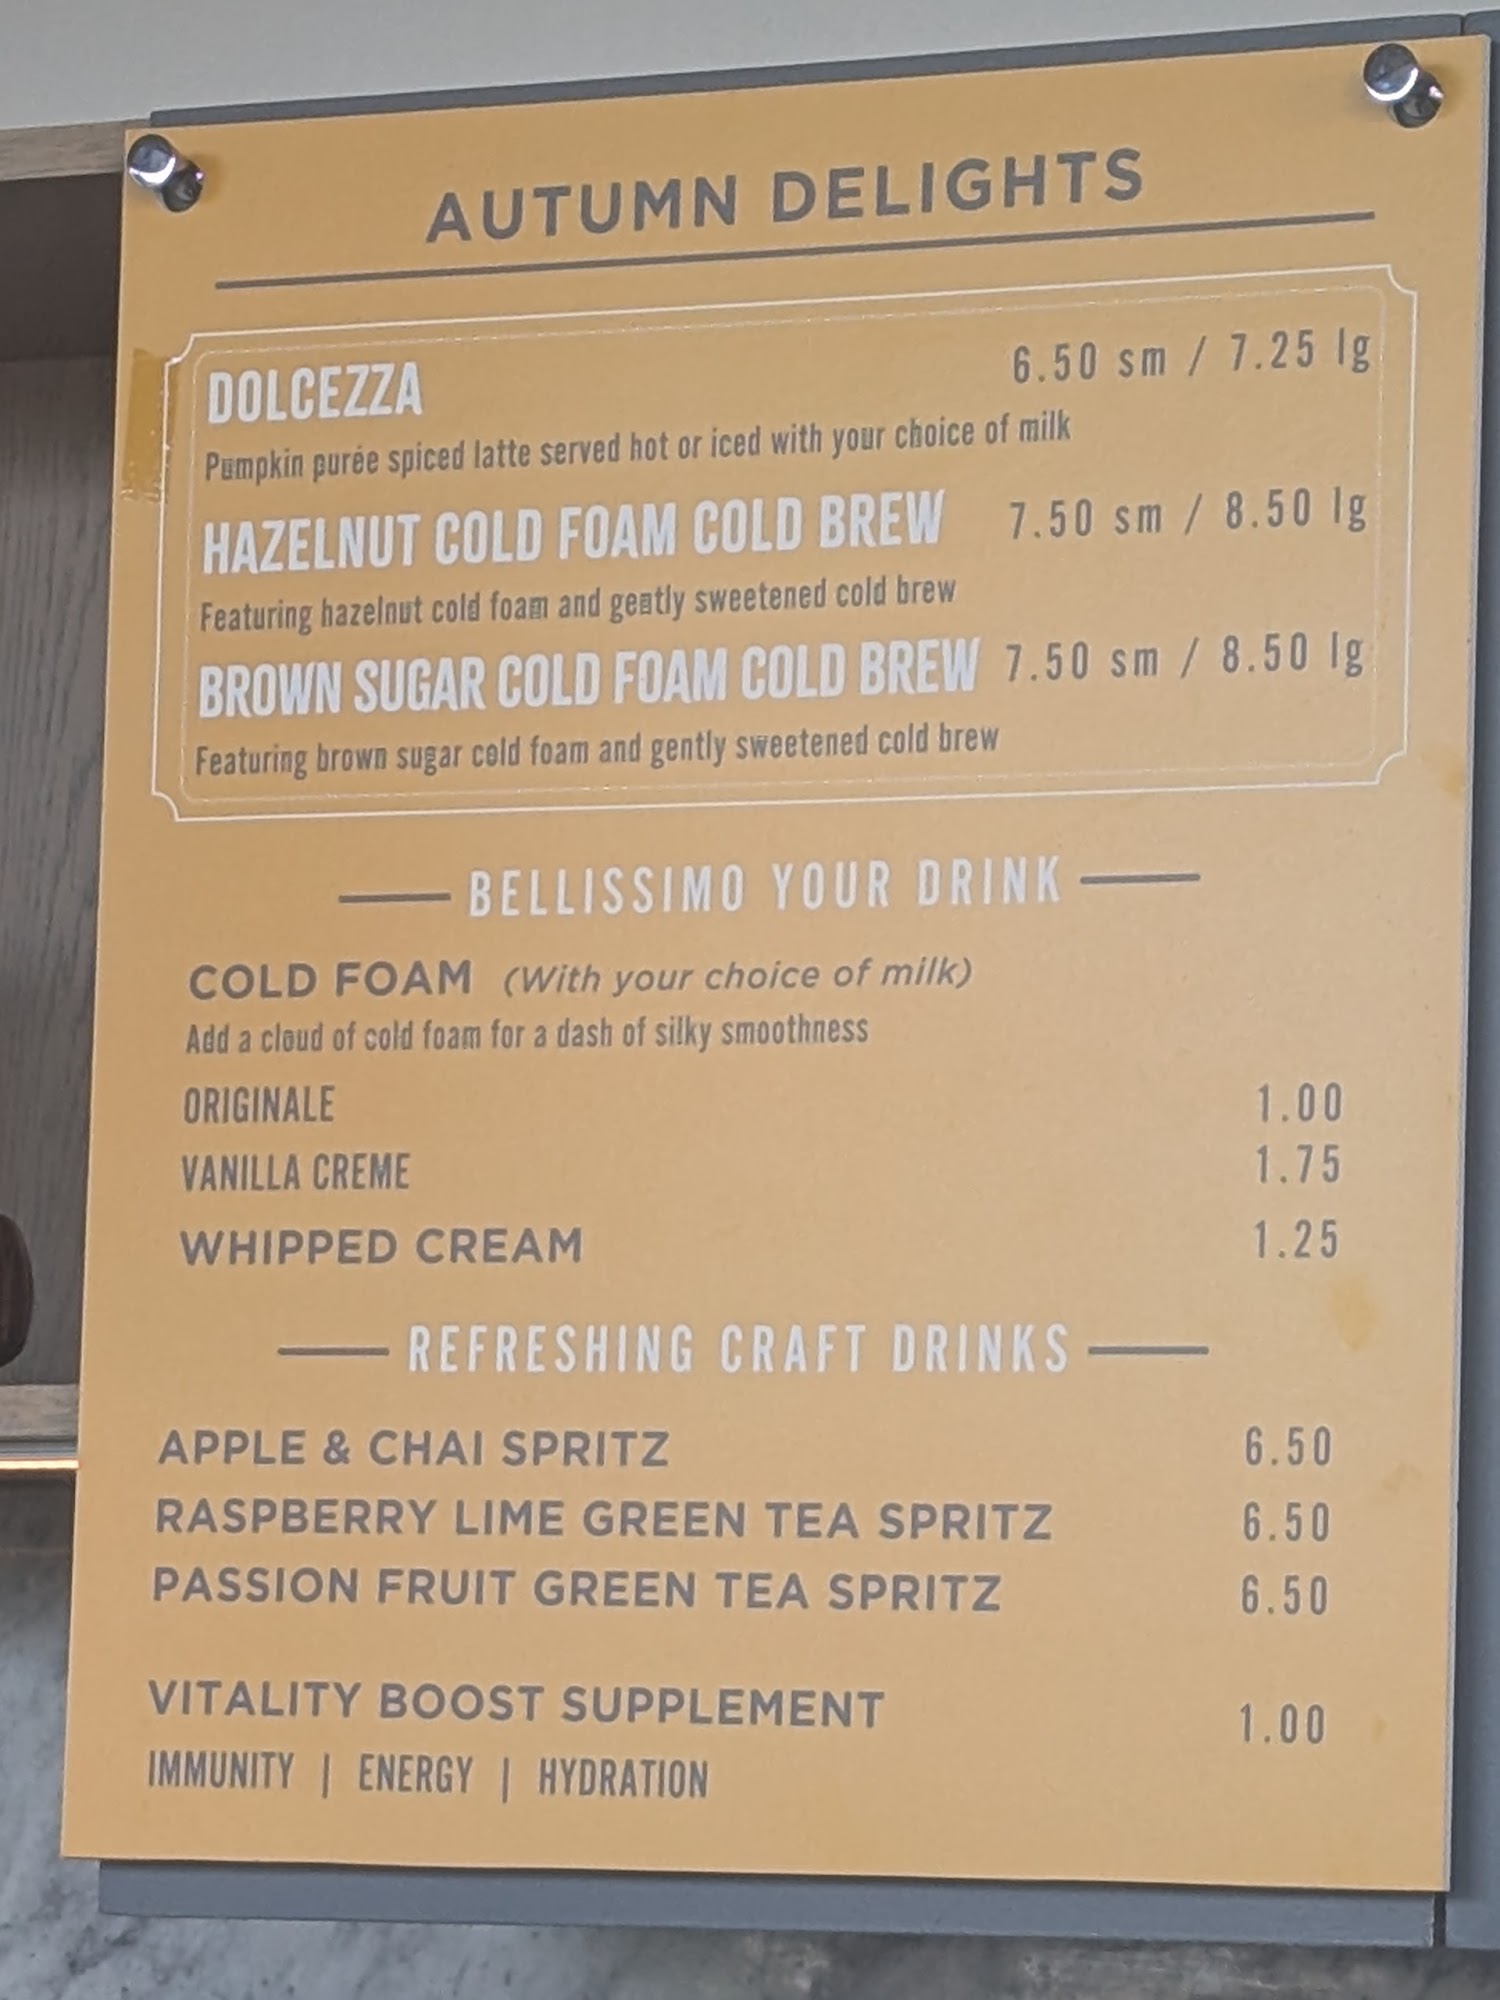 AUTUMN DELIGHTS
DOLCEZZA 6.50 sm / 7.25 lg
Pumpkin purée spiced latte served hot or iced with your choice of milk
HAZELNUT COLD FOAM COLD BREW 7.50 sm / 8.50 lg
Featuring hazelnut cold foam and gently sweetened cold brew
BROWN SUGAR COLD FOAM COLD BREW 7.50 sm / 8.50 lg
Featuring brown sugar cold foam and gently sweetened cold brew
BELLISSIMO YOUR DRINK
COLD FOAM (With your choice of milk)
Add a cloud of cold foam for a dash of silky smoothness
ORIGINALE 1.00
VANILLA CREME 1.75
WHIPPED CREAM 1.25
REFRESHING CRAFT DRINKS
APPLE & CHAI SPRITZ 6.50
RASPBERRY LIME GREEN TEA SPRITZ 6.50
PASSION FRUIT GREEN TEA SPRITZ 6.50
VITALITY BOOST SUPPLEMENT 1.00
IMMUNITY | ENERGY | HYDRATION